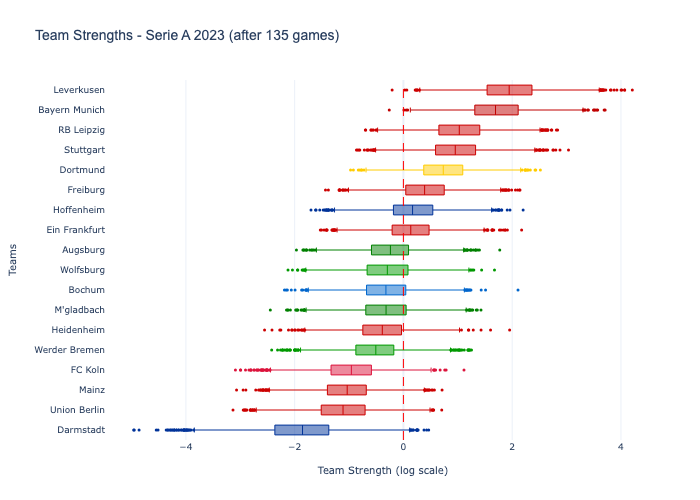 Team Strengths - Serie A 2023 (after 135 games)
Leverkusen
Bayern Munich
RB Leipzig
Stuttgart
Dortmund
Freiburg
Hoffenheim
Ein Frankfurt
Augsburg
Wolfsburg
Bochum
M'gladbach
Heidenheim
Werder Bremen
FC Koln
Mainz
Union Berlin
Darmstadt
Teams
−4 −2 0 2 4
Team Strength (log scale)